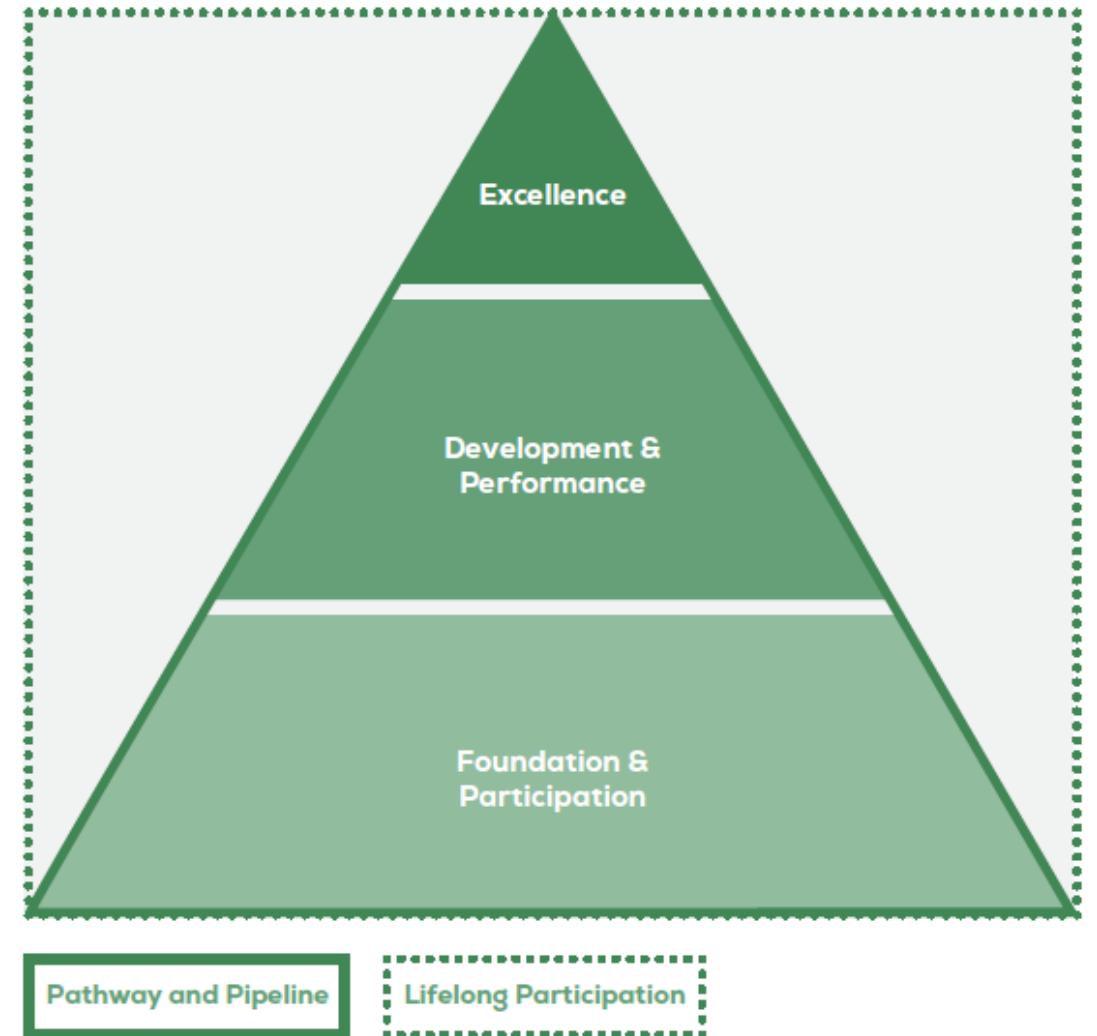 Excellence
Development &
Performance
Foundation &
Participation
Pathway and Pipeline
Lifelong Participation